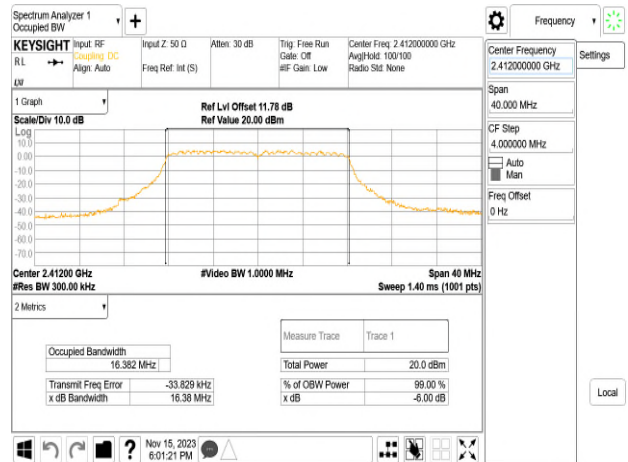 Spectrum Analyzer 1
Occupied BW
Frequency
KEYSIGHT
RL
Input: RF
Coupling: DC
Align: Auto
Input Z: 50 Ω
Freq Ref: Int (S)
Atten: 30 dB
Trig: Free Run
Gate: Off
#IF Gain: Low
Center Freq: 2.412000000 GHz
Avg|Hold: 100/100
Radio Std: None
Center Frequency
2.412000000 GHz
Settings
Span
40.000 MHz
CF Step
4.000000 MHz
Auto
Man
Freq Offset
0 Hz
Local
1 Graph
Scale/Div 10.0 dB
Ref Lvl Offset 11.78 dB
Ref Value 20.00 dBm
Log
10.0
0.00
-10.0
-20.0
-30.0
-40.0
-50.0
-60.0
-70.0
Center 2.41200 GHz
#Video BW 1.0000 MHz
Span 40 MHz
#Res BW 300.00 kHz
Sweep 1.40 ms (1001 pts)
2 Metrics
Measure Trace Trace 1
Occupied Bandwidth
16.382 MHz
Total Power 20.0 dBm
Transmit Freq Error -33.829 kHz
% of OBW Power 99.00 %
x dB Bandwidth 16.38 MHz
x dB -6.00 dB
?
Nov 15, 2023
6:01:21 PM